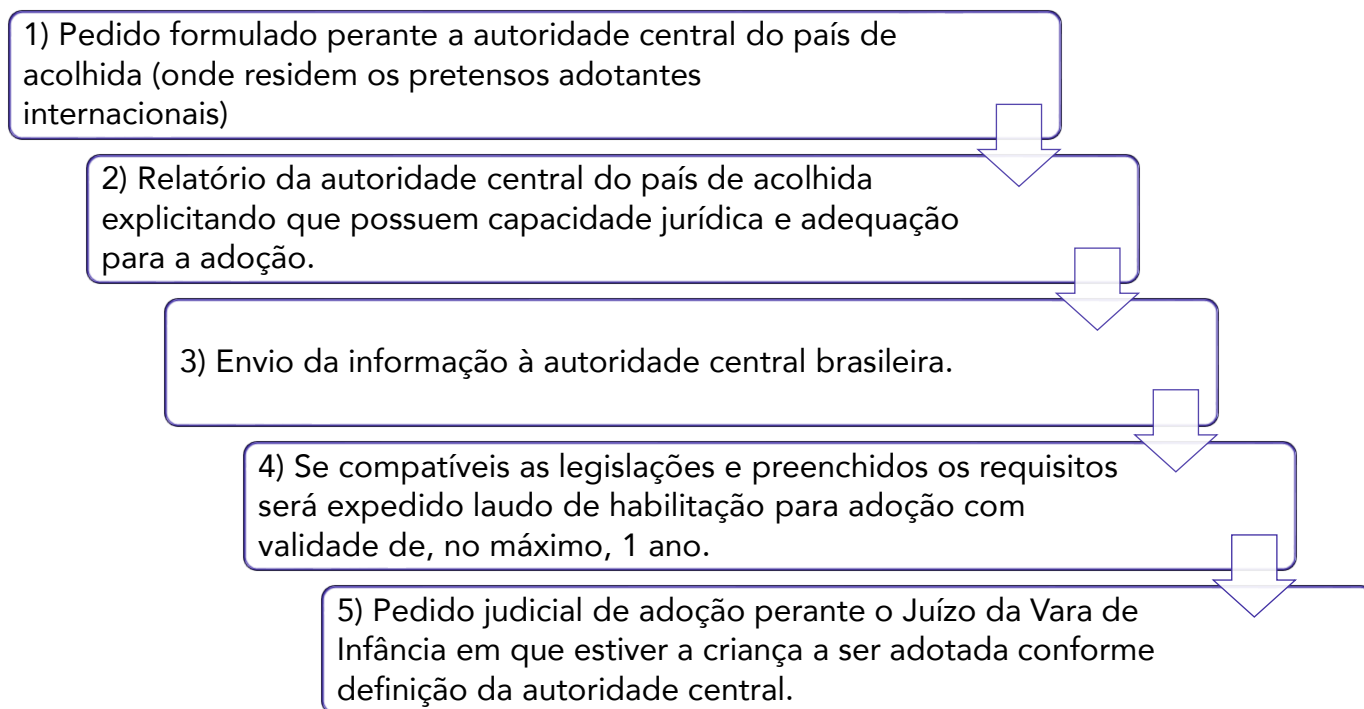 1) Pedido formulado perante a autoridade central do país de
acolhida (onde residem os pretensos adotantes
internacionais)
2) Relatório da autoridade central do país de acolhida
explicitando que possuem capacidade jurídica e adequação
para a adoção.
3) Envio da informação à autoridade central brasileira.
4) Se compatíveis as legislações e preenchidos os requisitos
será expedido laudo de habilitação para adoção com
validade de, no máximo, 1 ano.
5) Pedido judicial de adoção perante o Juízo da Vara de
Infância em que estiver a criança a ser adotada conforme
definição da autoridade central.